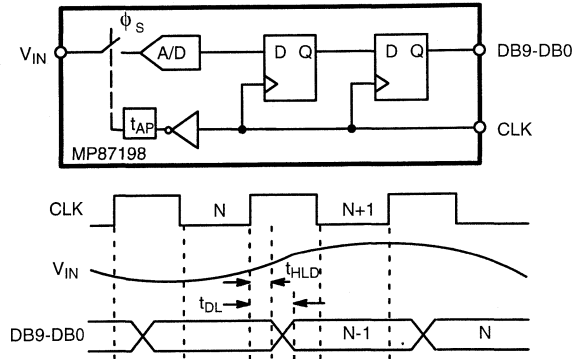 ϕS
VIN
A/D
D Q
D Q
DB9-DB0
tAP
CLK
MP87198
CLK
N
N+1
VIN
tHLD
tDL
DB9-DB0
N-1
N